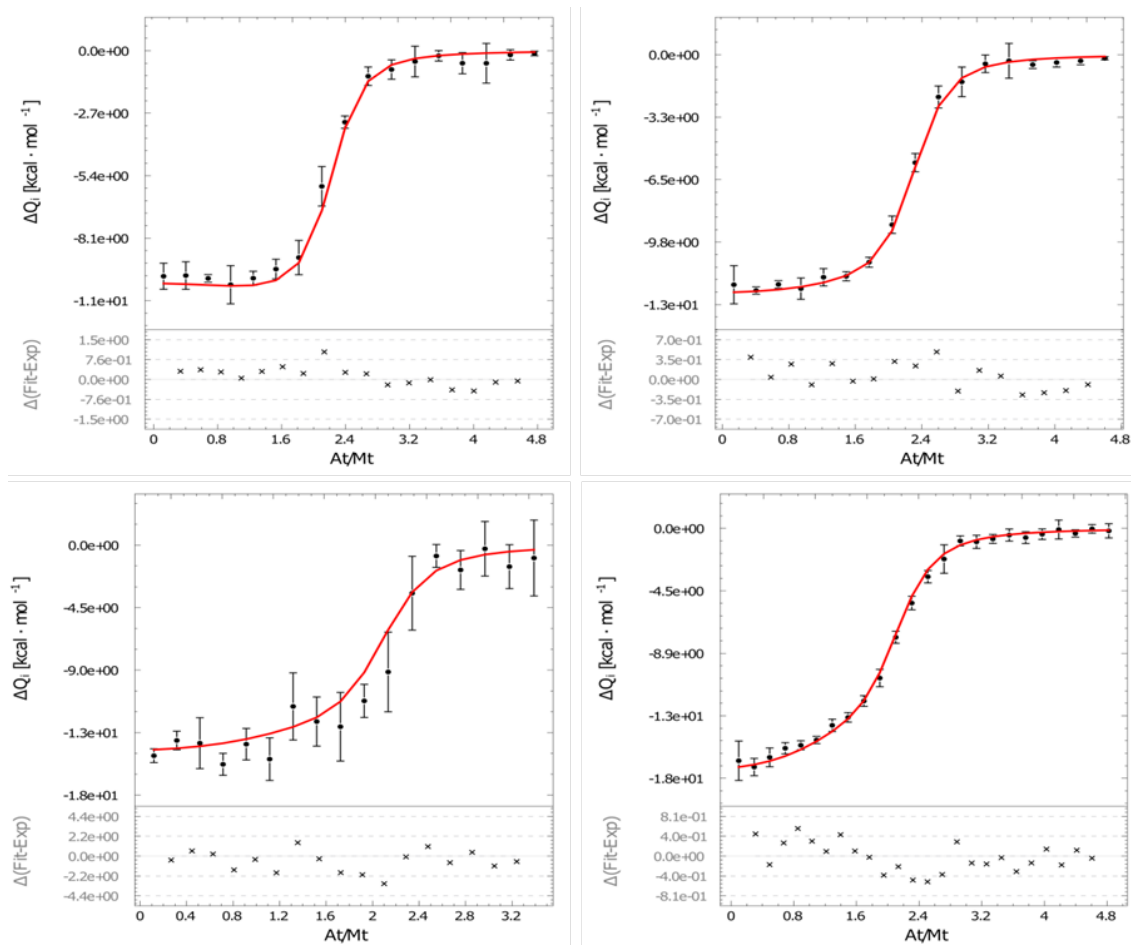 0.0e+00
-2.7e+00
-5.4e+00
-8.1e+00
-1.1e+01
ΔQi [kcal · mol -1]
1.5e+00
7.6e-01
0.0e+00
-7.6e-01
-1.5e+00
Δ(Fit-Exp)
0 0.8 1.6 2.4 3.2 4 4.8
At/Mt
0.0e+00
-3.3e+00
-6.5e+00
-9.8e+00
-1.3e+01
ΔQi [kcal · mol -1]
7.0e-01
3.5e-01
0.0e+00
-3.5e-01
-7.0e-01
Δ(Fit-Exp)
0 0.8 1.6 2.4 3.2 4 4.8
At/Mt
0.0e+00
-4.5e+00
-9.0e+00
-1.3e+01
-1.8e+01
ΔQi [kcal · mol -1]
4.4e+00
2.2e+00
0.0e+00
-2.2e+00
-4.4e+00
Δ(Fit-Exp)
0 0.4 0.8 1.2 1.6 2 2.4 2.8 3.2
At/Mt
0.0e+00
-4.5e+00
-8.9e+00
-1.3e+01
-1.8e+01
ΔQi [kcal · mol -1]
8.1e-01
4.0e-01
0.0e+00
-4.0e-01
-8.1e-01
Δ(Fit-Exp)
0 0.8 1.6 2.4 3.2 4 4.8
At/Mt